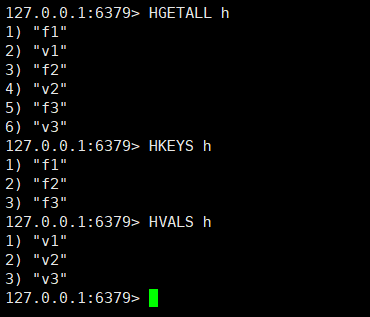 127.0.0.1:6379> HGETALL h
1) "f1"
2) "v1"
3) "f2"
4) "v2"
5) "f3"
6) "v3"
127.0.0.1:6379> HKEYS h
1) "f1"
2) "f2"
3) "f3"
127.0.0.1:6379> HVALS h
1) "v1"
2) "v2"
3) "v3"
127.0.0.1:6379>